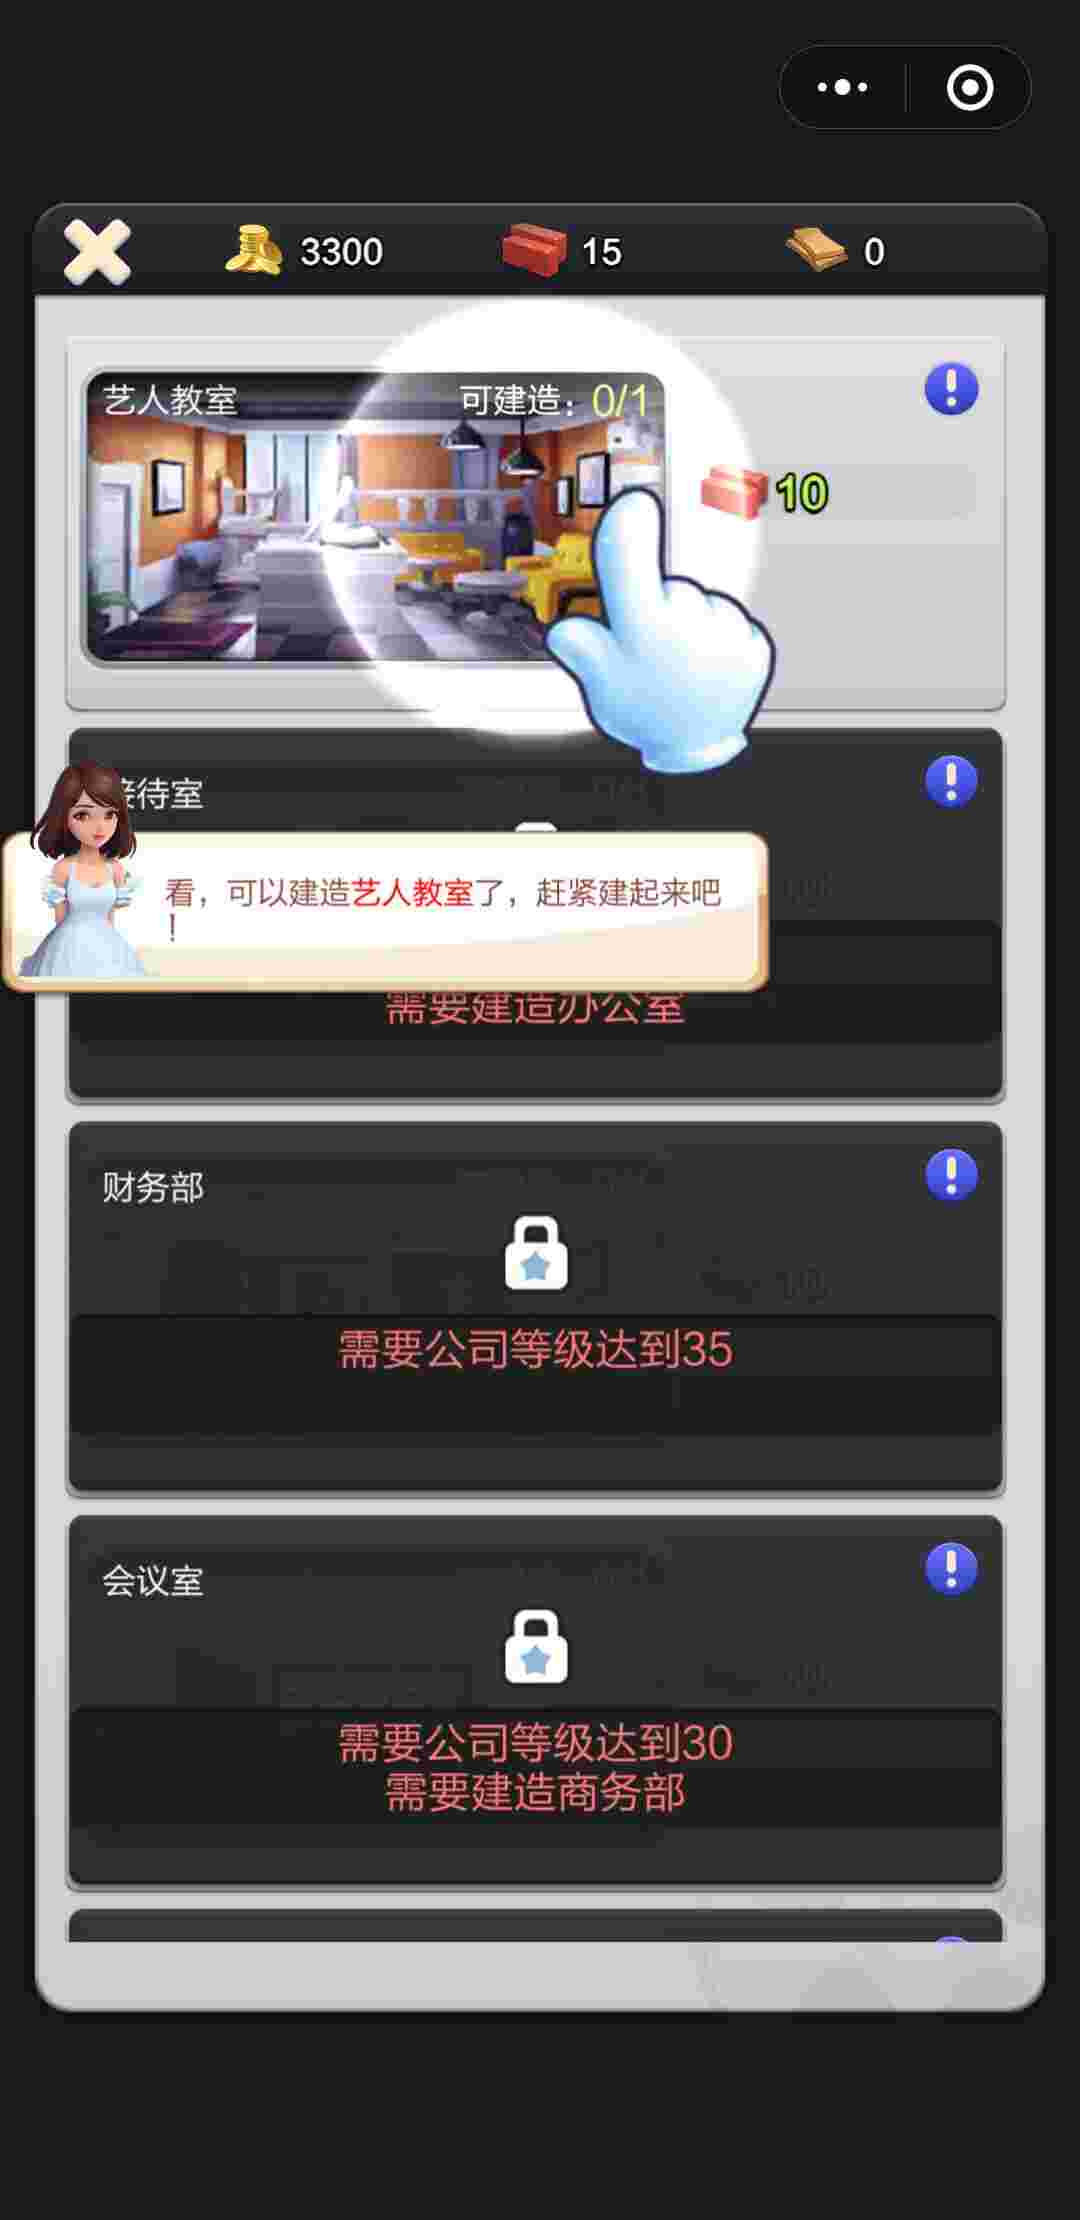 3300
15
0
艺人教室
可建造：0/1
10
接待室
看，可以建造艺人教室了，赶紧建起来吧
！
需要建造办公室
财务部
需要公司等级达到35
会议室
需要公司等级达到30
需要建造商务部